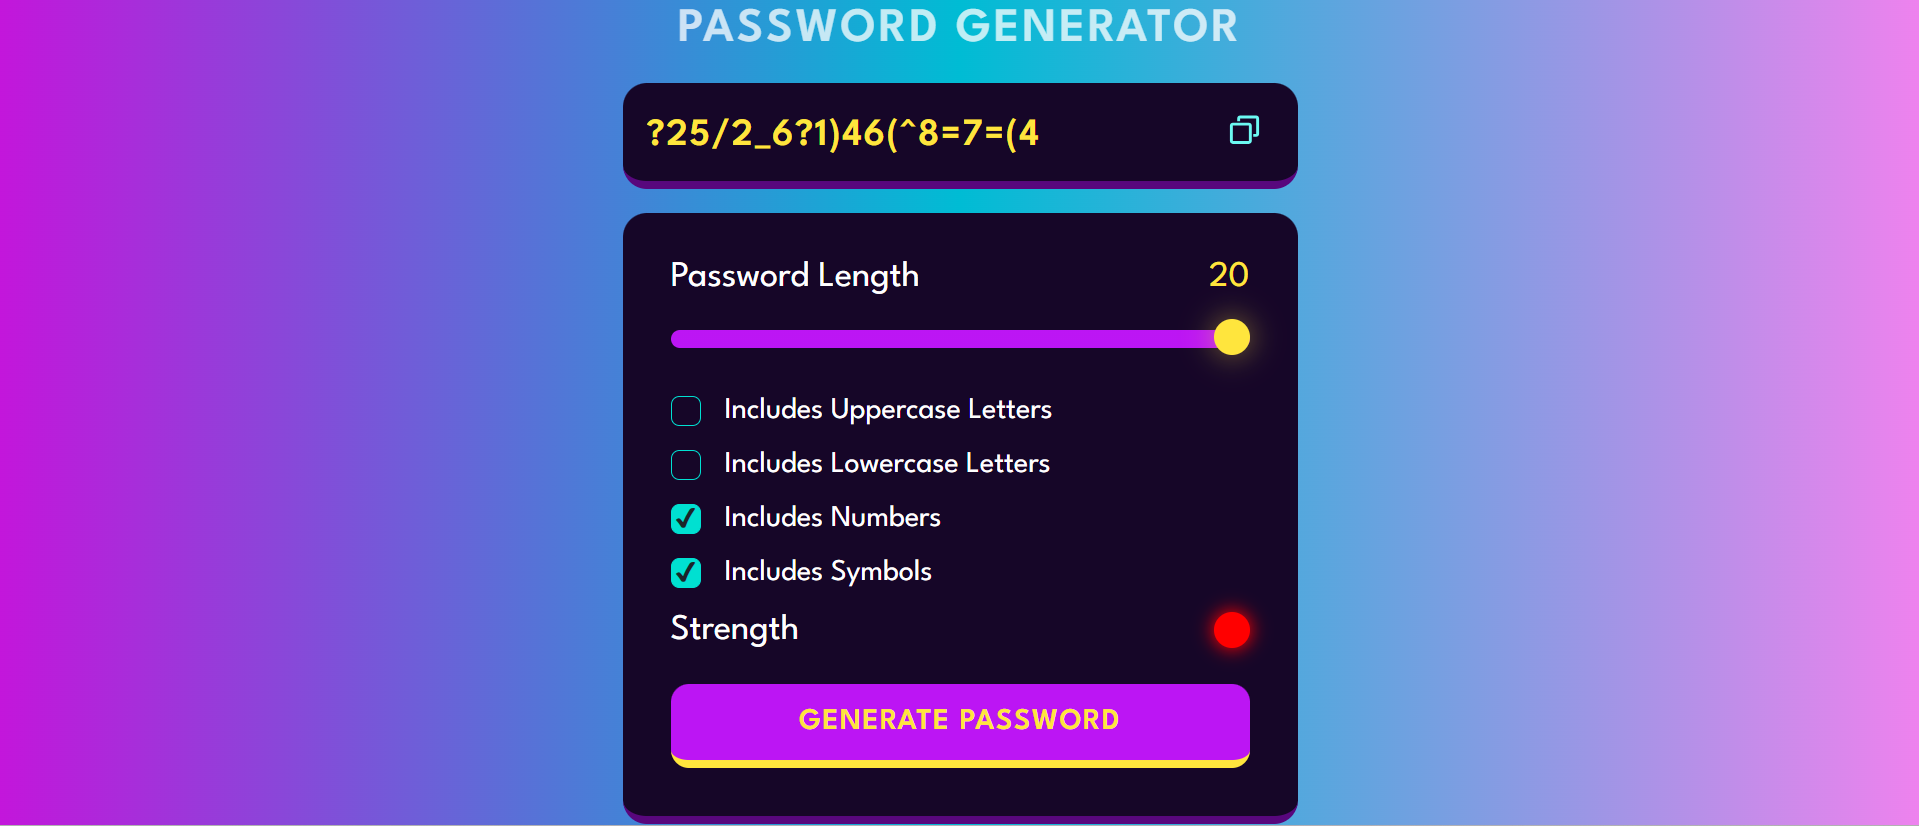 PASSWORD GENERATOR
?25/2_6?1)46(^8=7=(4
Password Length 20
Includes Uppercase Letters
Includes Lowercase Letters
Includes Numbers
Includes Symbols
Strength
GENERATE PASSWORD